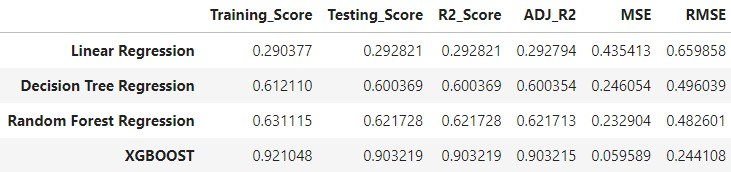 Training_Score Testing_Score R2_Score ADJ_R2 MSE RMSE
Linear Regression 0.290377 0.292821 0.292821 0.292794 0.435413 0.659858
Decision Tree Regression 0.612110 0.600369 0.600369 0.600354 0.246054 0.496039
Random Forest Regression 0.631115 0.621728 0.621728 0.621713 0.232904 0.482601
XGBOOST 0.921048 0.903219 0.903219 0.903215 0.059589 0.244108